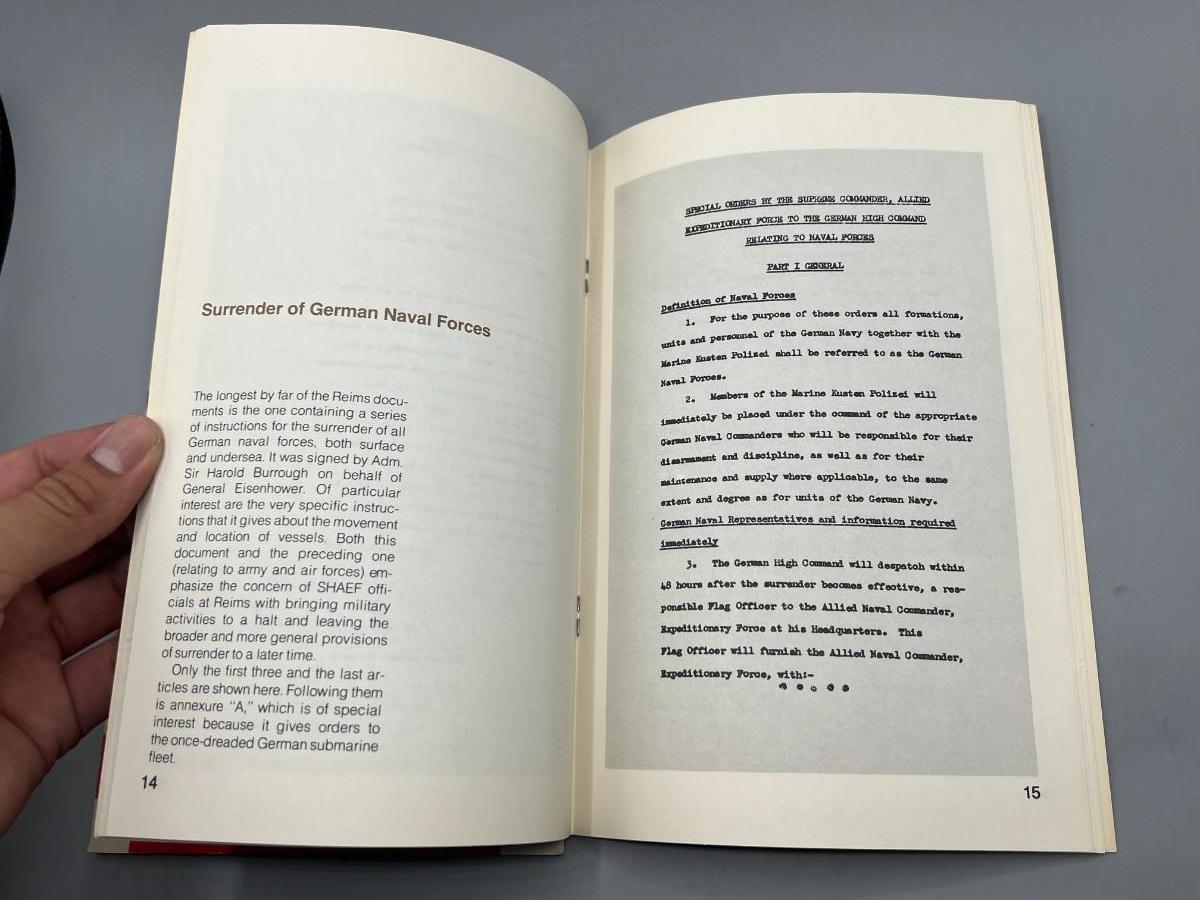 Surrender of German Naval Forces
The longest by far of the Reims docu-
ments is the one containing a series
of instructions for the surrender of all
German naval forces, both surface
and undersea. It was signed by Adm.
Sir Harold Burrough on behalf of
General Eisenhower. Of particular
interest are the very specific instruc-
tions that it gives about the movement
and location of vessels. Both this
document and the preceding one
(relating to army and air forces) em-
phasize the concern of SHAEF offi-
cials at Reims with bringing military
activities to a halt and leaving the
broader and more general provisions
of surrender to a later time.
Only the first three and the last ar-
ticles are shown here. Following them
is annexure "A," which is of special
interest because it gives orders to
the once-dreaded German submarine
fleet.
14
SPECIAL ORDERS BY THE SUPREME COMMANDER, ALLIED
EXPEDITIONARY FORCE TO THE GERMAN HIGH COMMAND
RELATING TO NAVAL FORCES
PART I GENERAL
Definition of Naval Forces
1. For the purpose of these orders all formations,
units and personnel of the German Navy together with the
Marine Kusten Polizei shall be referred to as the German
Naval Forces.
2. Members of the Marine Kusten Polizei will
immediately be placed under the command of the appropriate
German Naval Commanders who will be responsible for their
disarmament and discipline, as well as for their
maintenance and supply where applicable, to the same
extent and degree as for units of the German Navy.
German Naval Representatives and information required
immediately
3. The German High Command will despatch within
48 hours after the surrender becomes effective, a res-
ponsible Flag Officer to the Allied Naval Commander,
Expeditionary Force at his Headquarters. This
Flag Officer will furnish the Allied Naval Commander,
Expeditionary Force, with:-
• • • • •
15